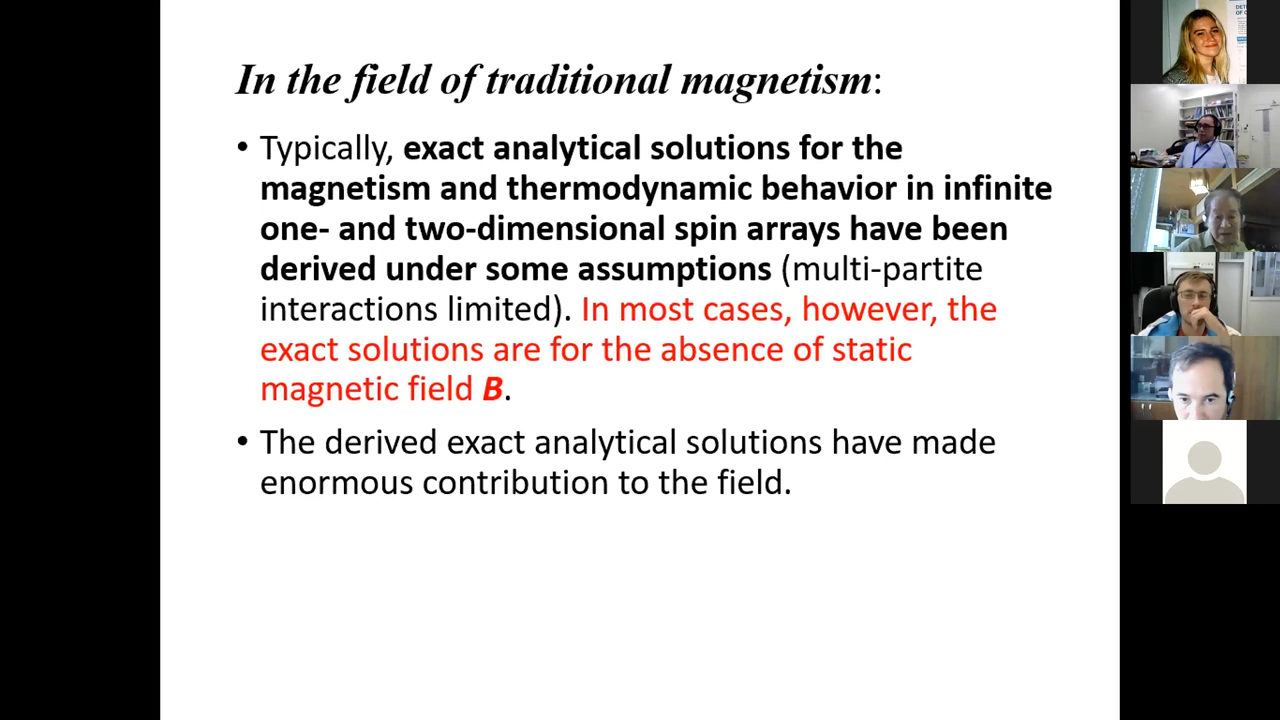 In the field of traditional magnetism:
• Typically, exact analytical solutions for the
magnetism and thermodynamic behavior in infinite
one- and two-dimensional spin arrays have been
derived under some assumptions (multi-partite
interactions limited). In most cases, however, the
exact solutions are for the absence of static
magnetic field B.
• The derived exact analytical solutions have made
enormous contribution to the field.